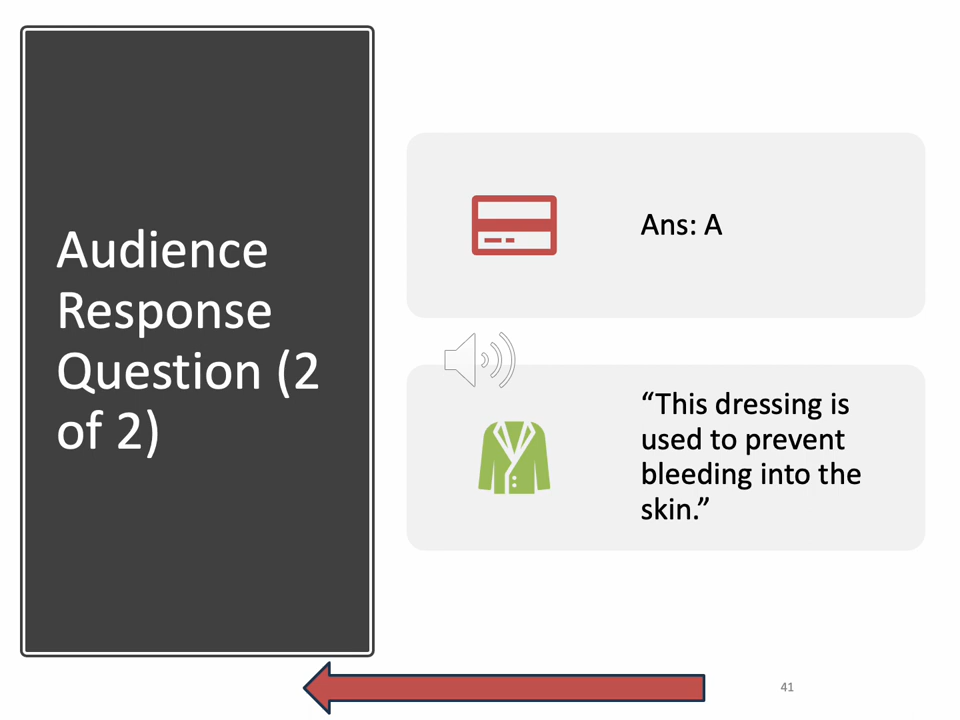 Audience
Response
Question (2
of 2)
Ans: A
“This dressing is
used to prevent
bleeding into the
skin.”
41